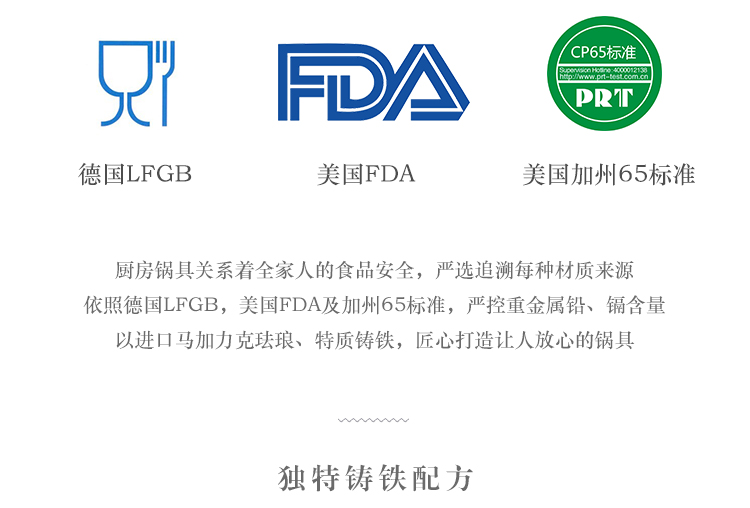 FDA
CP65标准
Supervision Hotline: 4000012138
http://www.prt-test.com.cn
PRT
德国LFGB
美国FDA
美国加州65标准
厨房锅具关系着全家人的食品安全，严选追溯每种材质来源
依照德国LFGB，美国FDA及加州65标准，严控重金属铅、镉含量
以进口马加力克珐琅、特质铸铁，匠心打造让人放心的锅具
独特铸铁配方